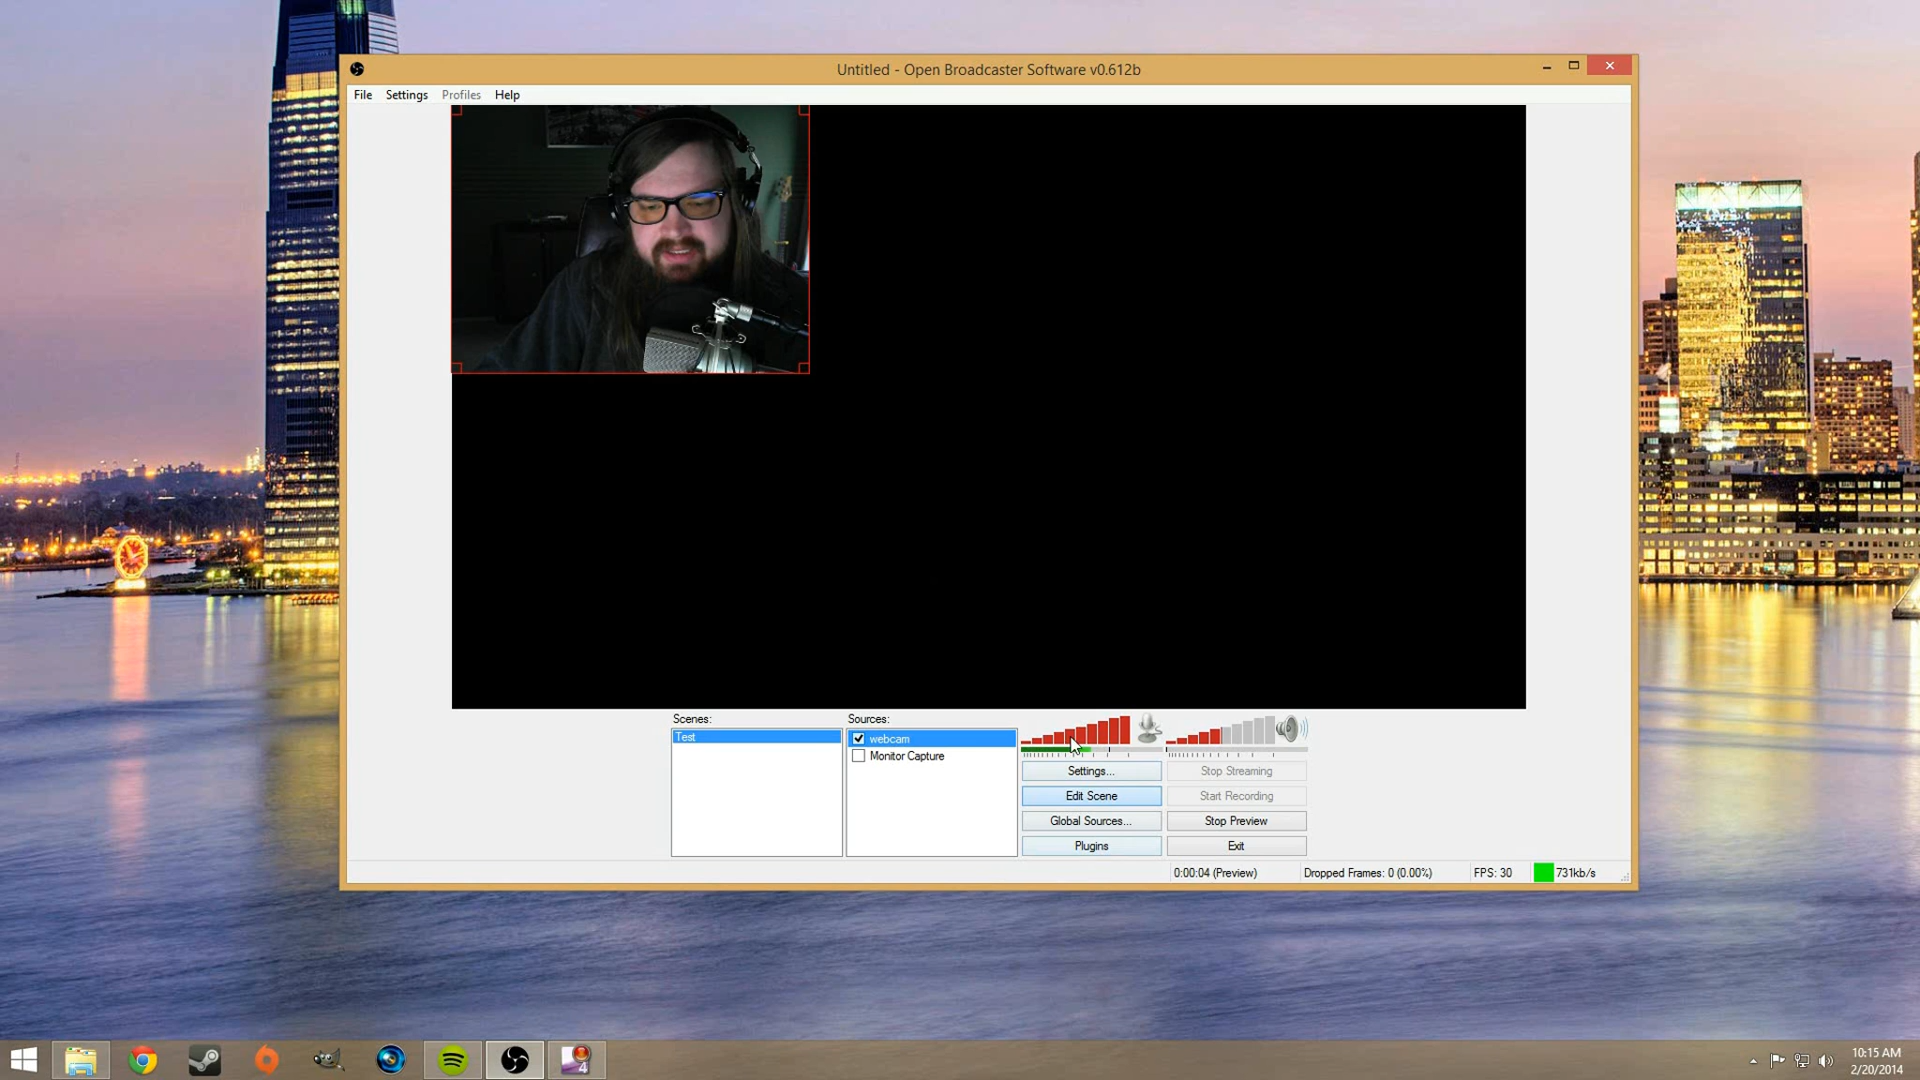 Untitled - Open Broadcaster Software v0.612b
File Settings Profiles Help
Scenes:
Test
Sources:
webcam
Monitor Capture
Settings...
Stop Streaming
Edit Scene
Start Recording
Global Sources...
Stop Preview
Plugins
Exit
0:00:04 (Preview)
Dropped Frames: 0 (0.00%)
FPS: 30
731kb/s
4
10:15 AM
2/20/2014